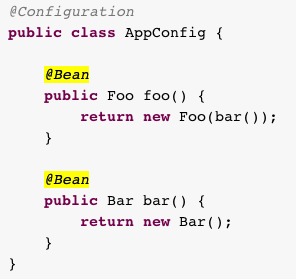 @Configuration
public class AppConfig {
@Bean
public Foo foo() {
return new Foo(bar());
}
@Bean
public Bar bar() {
return new Bar();
}
}